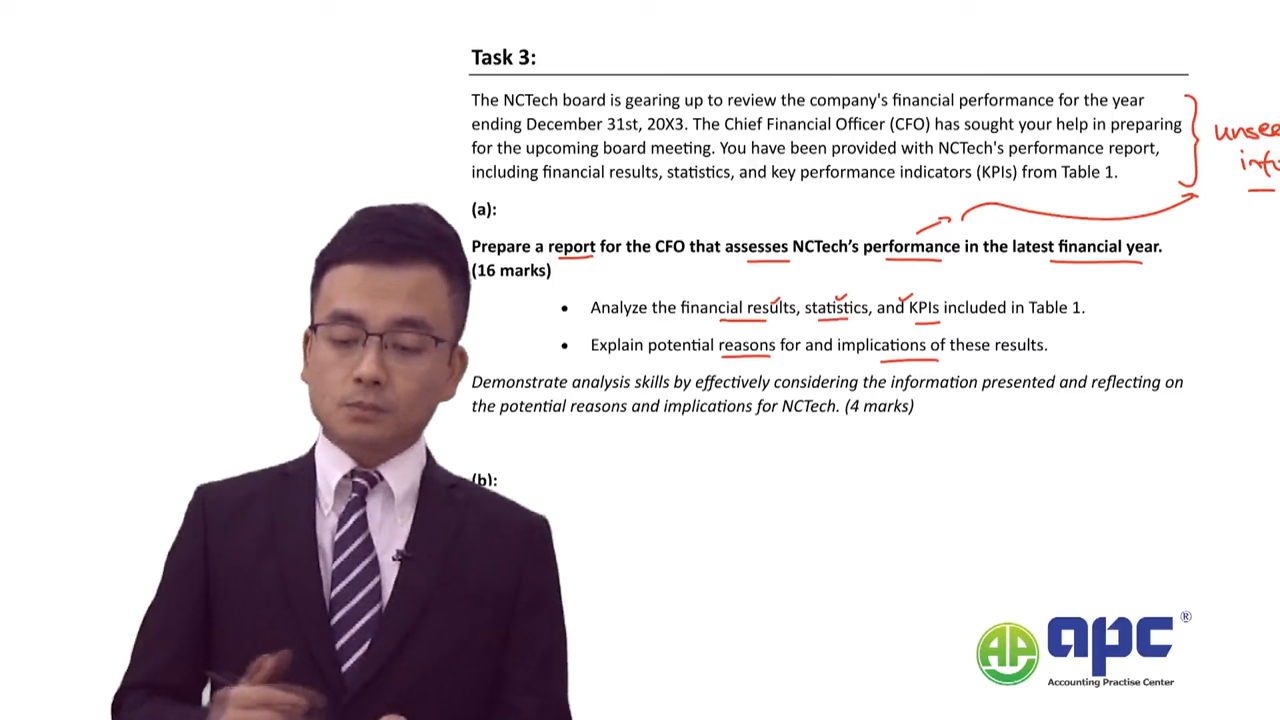 Task 3:
The NCTech board is gearing up to review the company's financial performance for the year
ending December 31st, 20X3. The Chief Financial Officer (CFO) has sought your help in preparing
for the upcoming board meeting. You have been provided with NCTech's performance report,
including financial results, statistics, and key performance indicators (KPIs) from Table 1.
(a):
Prepare a report for the CFO that assesses NCTech's performance in the latest financial year.
(16 marks)
• Analyze the financial results, statistics, and KPIs included in Table 1.
• Explain potential reasons for and implications of these results.
Demonstrate analysis skills by effectively considering the information presented and reflecting on
the potential reasons and implications for NCTech. (4 marks)
(b):
AP apc ®
Accounting Practise Center